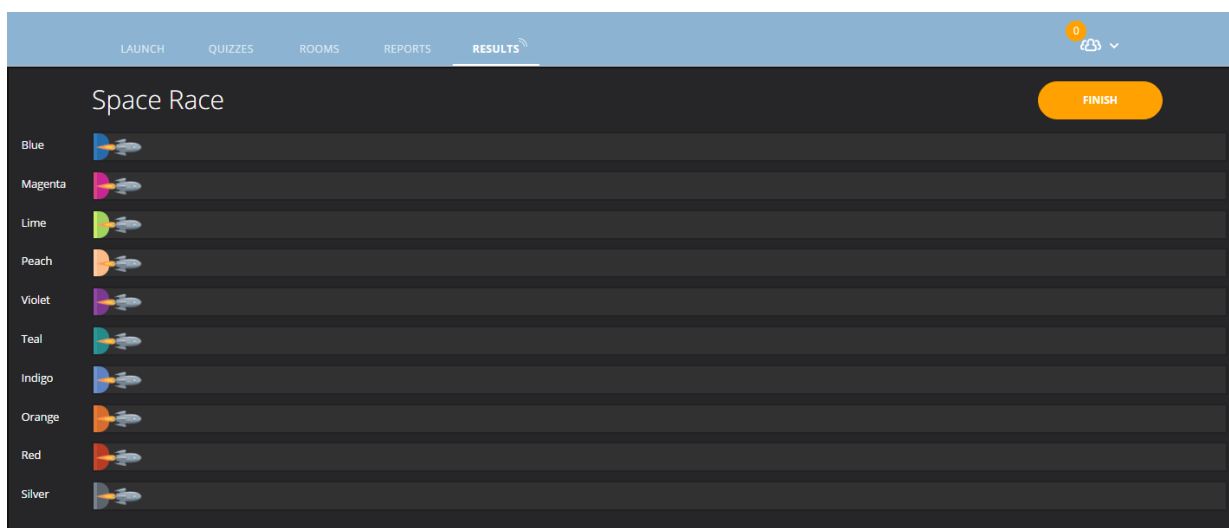 0
LAUNCH QUIZZES ROOMS REPORTS RESULTS
Space Race
FINISH
Blue
Magenta
Lime
Peach
Violet
Teal
Indigo
Orange
Red
Silver